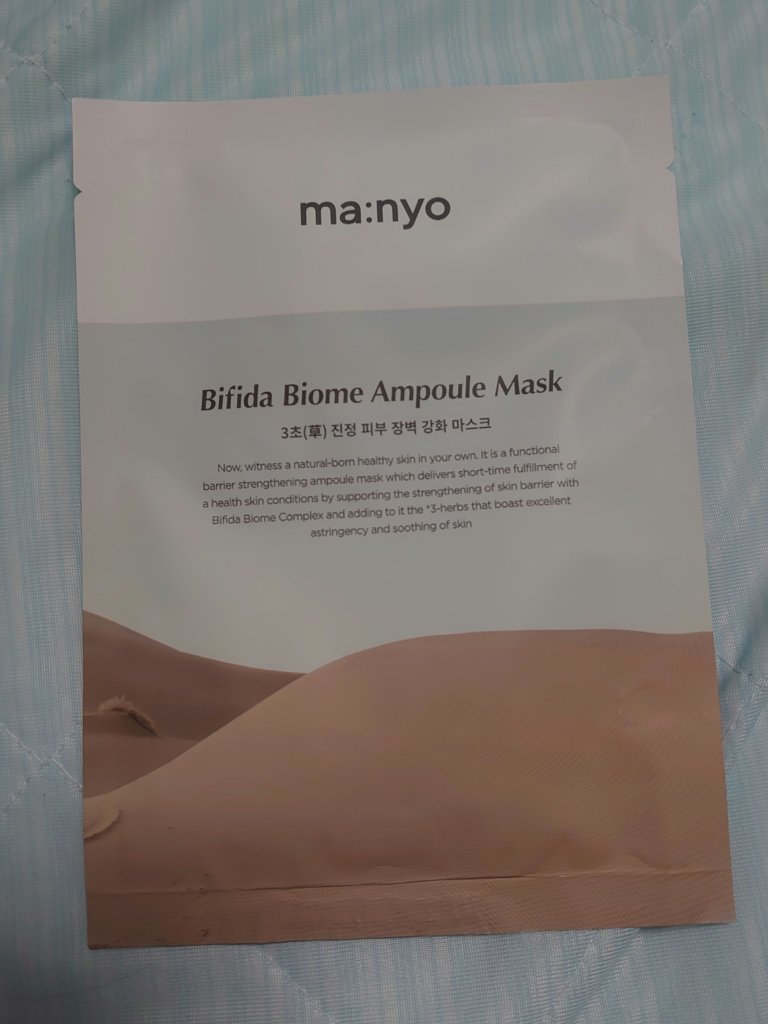 ma:nyo
Bifida Biome Ampoule Mask
3초(草) 진정 피부 장벽 강화 마스크
Now, witness a natural-born healthy skin in your own. It is a functional
barrier strengthening ampoule mask which delivers short-time fulfillment of
a health skin conditions by supporting the strengthening of skin barrier with
Bifida Biome Complex and adding to it the *3-herbs that boast excellent
astringency and soothing of skin